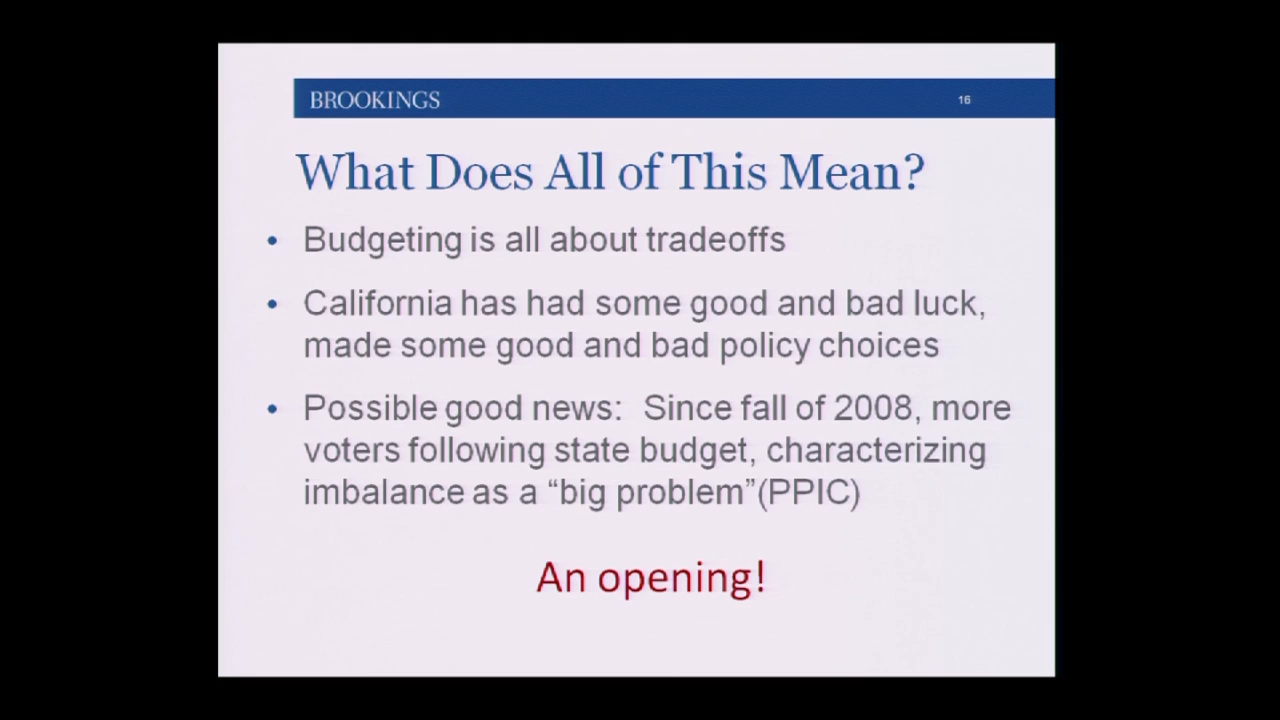 BROOKINGS 16
What Does All of This Mean?
• Budgeting is all about tradeoffs
• California has had some good and bad luck,
made some good and bad policy choices
• Possible good news: Since fall of 2008, more
voters following state budget, characterizing
imbalance as a “big problem”(PPIC)
An opening!